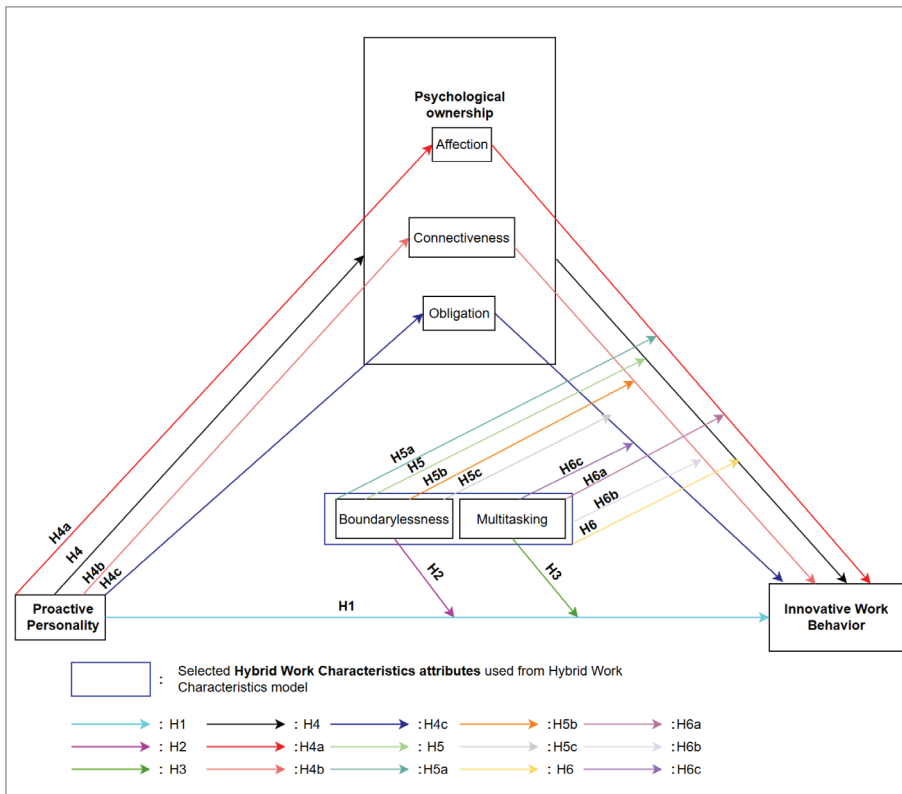 Psychological
ownership
Affection
Connectiveness
Obligation
H5a
H5
H5b
H5c
H6c
H6a
H6b
H6
Boundarylessness
Multitasking
H4a
H4
H4b
H4c
H2
H3
H1
Proactive
Personality
Innovative Work
Behavior
: Selected Hybrid Work Characteristics attributes used from Hybrid Work
Characteristics model
: H1 : H4 : H4c :H5b : H6a
: H2 :H4a : H5 :H5c : H6b
: H3 :H4b :H5a : H6 : H6c